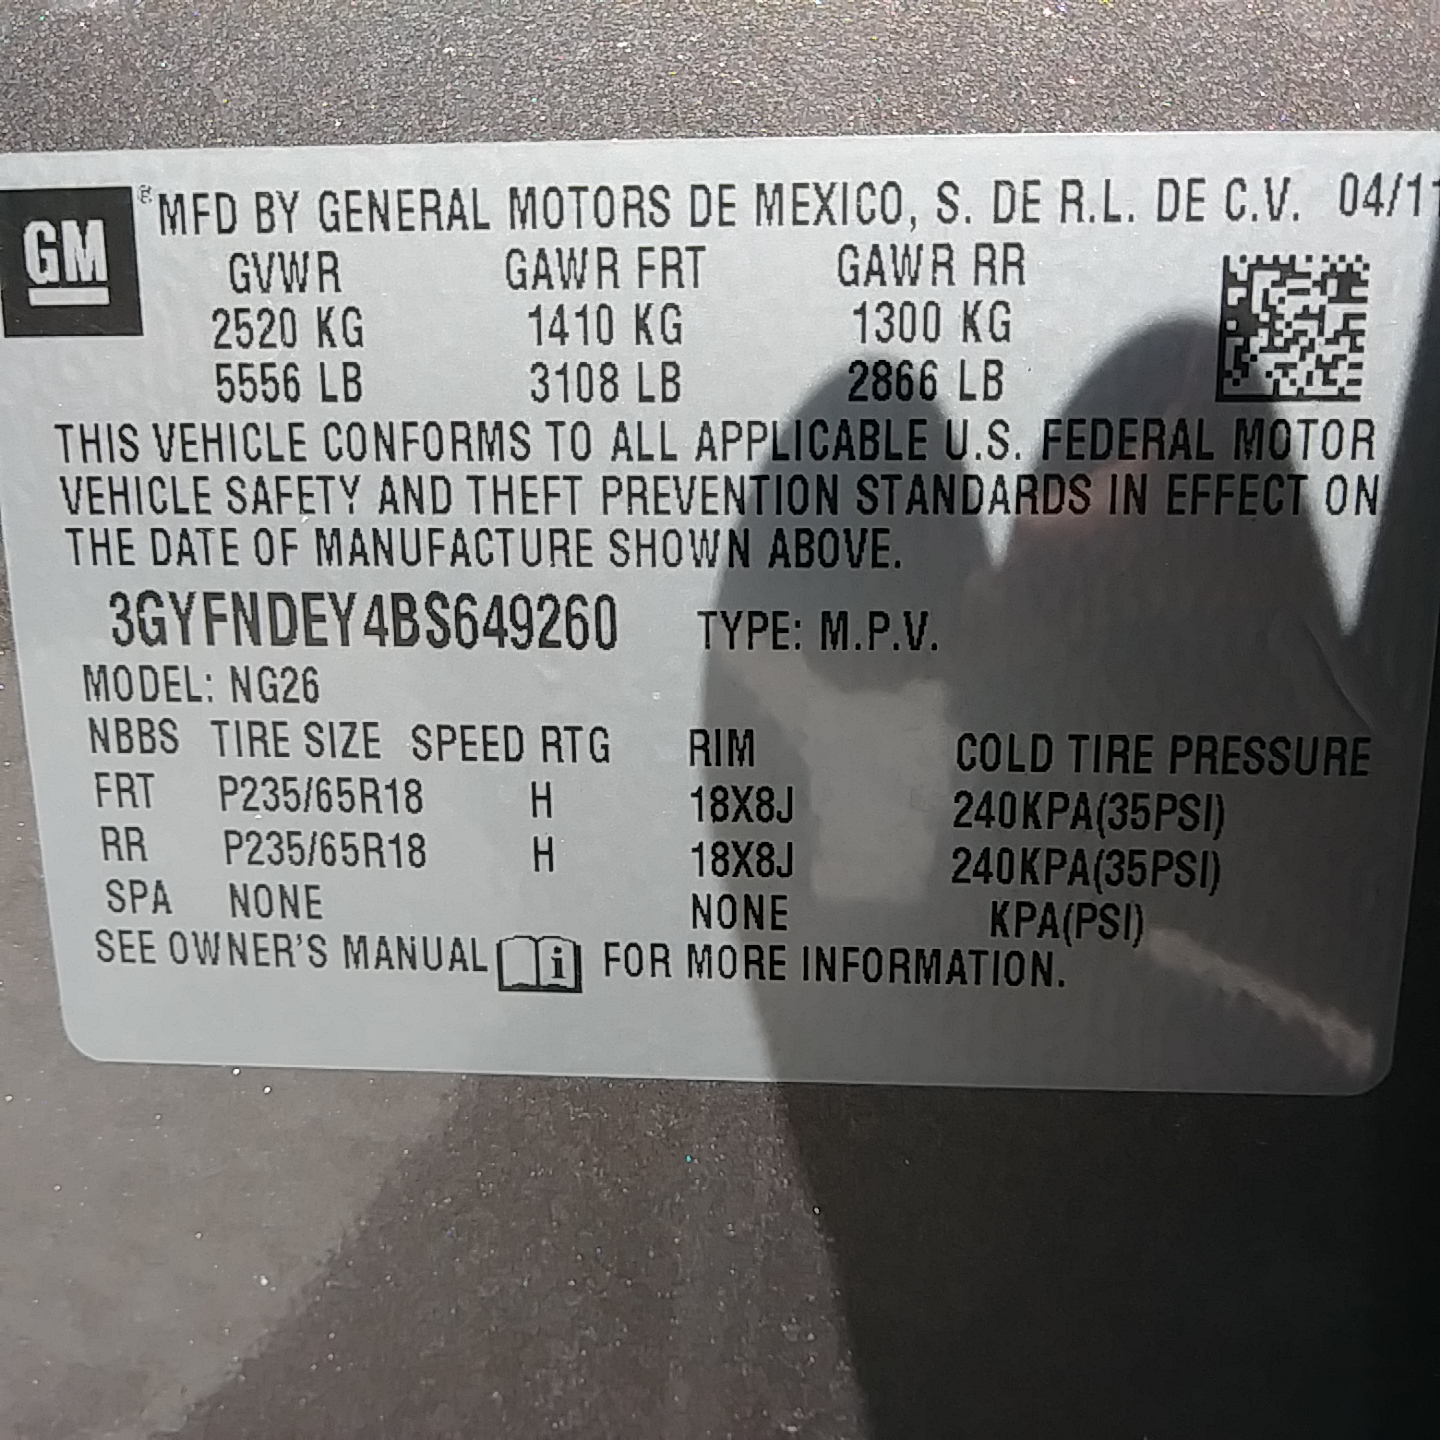 GM ® MFD BY GENERAL MOTORS DE MEXICO, S. DE R.L. DE C.V. 04/11
GVWR GAWR FRT GAWR RR
2520 KG 1410 KG 1300 KG
5556 LB 3108 LB 2866 LB
THIS VEHICLE CONFORMS TO ALL APPLICABLE U.S. FEDERAL MOTOR
VEHICLE SAFETY AND THEFT PREVENTION STANDARDS IN EFFECT ON
THE DATE OF MANUFACTURE SHOWN ABOVE.
3GYFNDEY4BS649260 TYPE: M.P.V.
MODEL: NG26
NBBS TIRE SIZE SPEED RTG RIM COLD TIRE PRESSURE
FRT P235/65R18 H 18X8J 240KPA(35PSI)
RR P235/65R18 H 18X8J 240KPA(35PSI)
SPA NONE NONE KPA(PSI)
SEE OWNER'S MANUAL i FOR MORE INFORMATION.